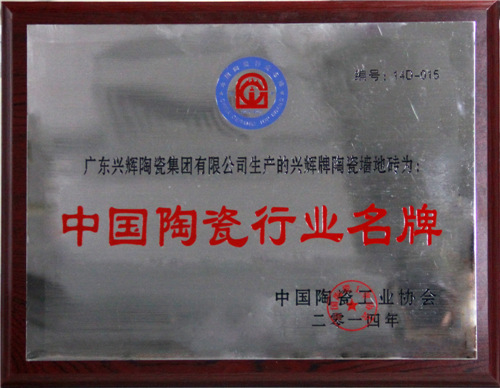 编号：14D-015
广东兴辉陶瓷集团有限公司生产的兴辉牌陶瓷墙地砖为：
中国陶瓷行业名牌
中国陶瓷工业协会
二零一四年